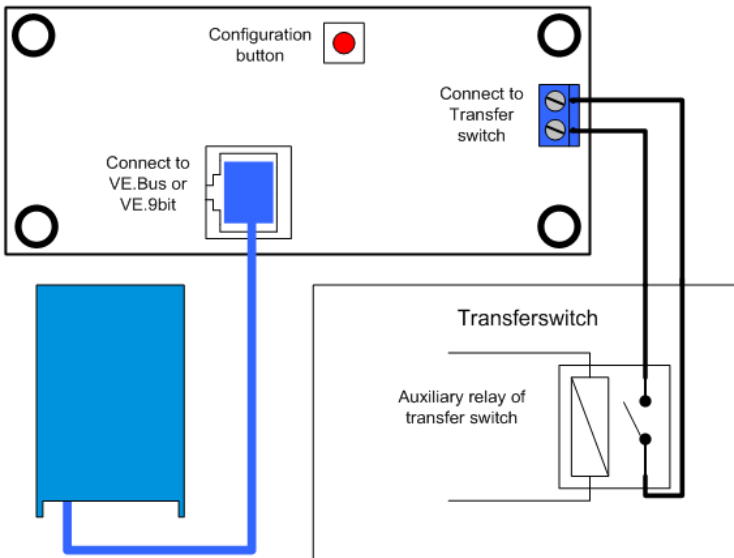 Configuration
button
Connect to
Transfer
switch
Connect to
VE.Bus or
VE.9bit
Transferswitch
Auxiliary relay of
transfer switch